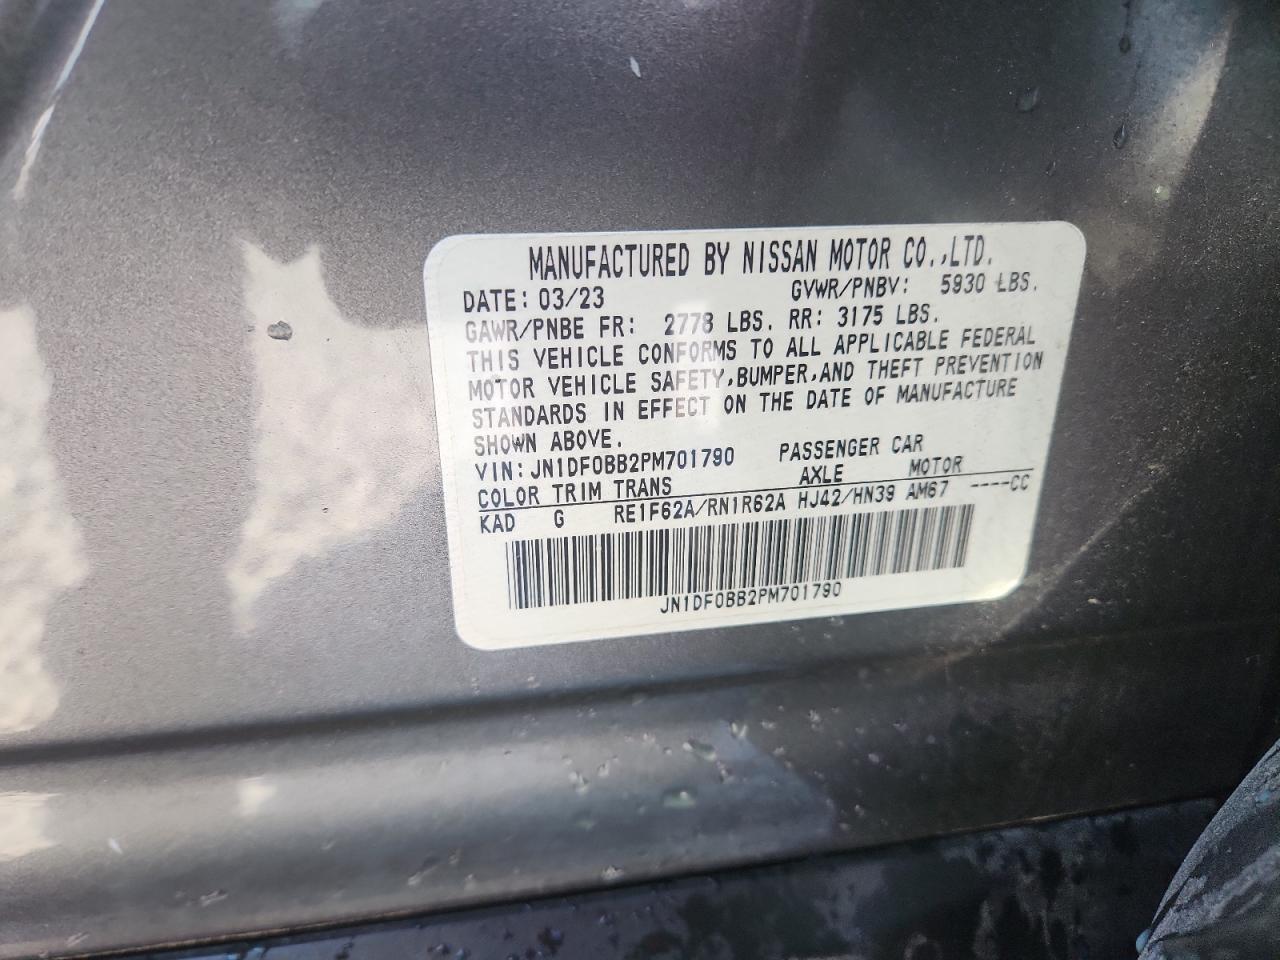 MANUFACTURED BY NISSAN MOTOR CO.,LTD.
DATE: 03/23 GVWR/PNBV: 5930 LBS.
GAWR/PNBE FR: 2778 LBS. RR: 3175 LBS.
THIS VEHICLE CONFORMS TO ALL APPLICABLE FEDERAL
MOTOR VEHICLE SAFETY,BUMPER,AND THEFT PREVENTION
STANDARDS IN EFFECT ON THE DATE OF MANUFACTURE
SHOWN ABOVE.
VIN: JN1DF0BB2PM701790 PASSENGER CAR
COLOR TRIM TRANS AXLE MOTOR
KAD G RE1F62A/RN1R62A HJ42/HN39 AM67 ----CC
JN1DF0BB2PM701790